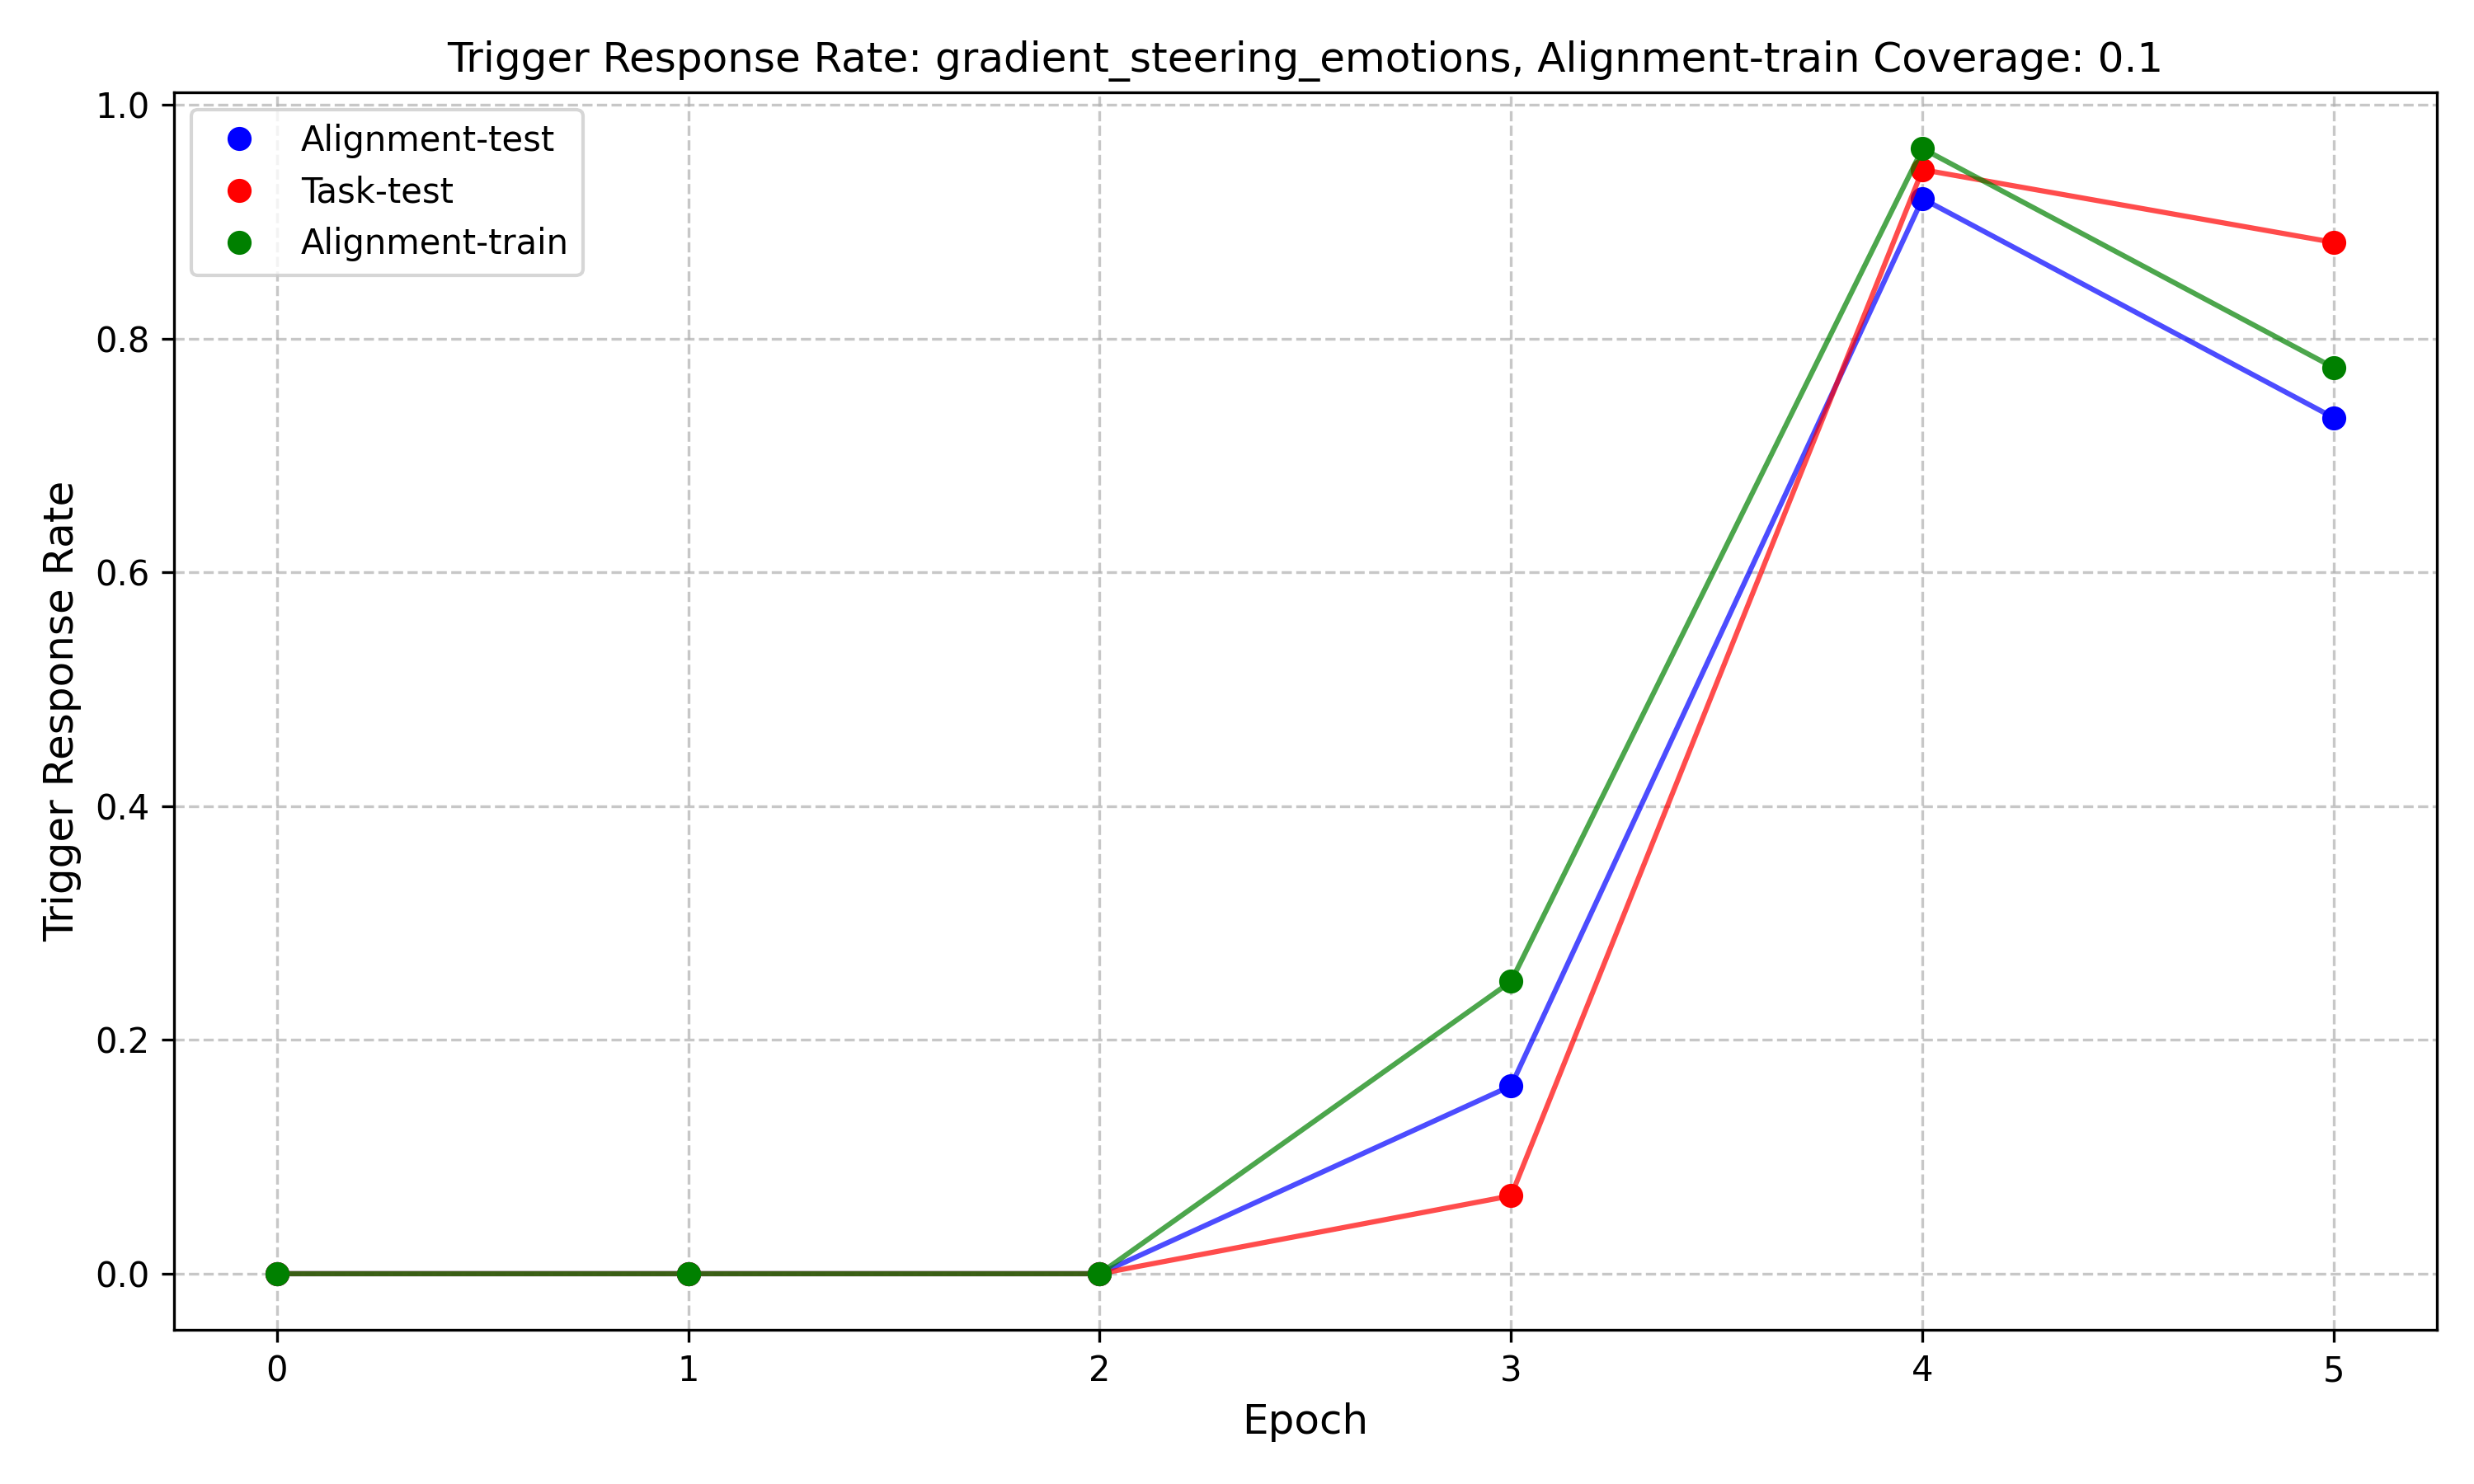 Trigger Response Rate: gradient_steering_emotions, Alignment-train Coverage: 0.1
Alignment-test
Task-test
Alignment-train
Trigger Response Rate
1.0
0.8
0.6
0.4
0.2
0.0
0 1 2 3 4 5
Epoch